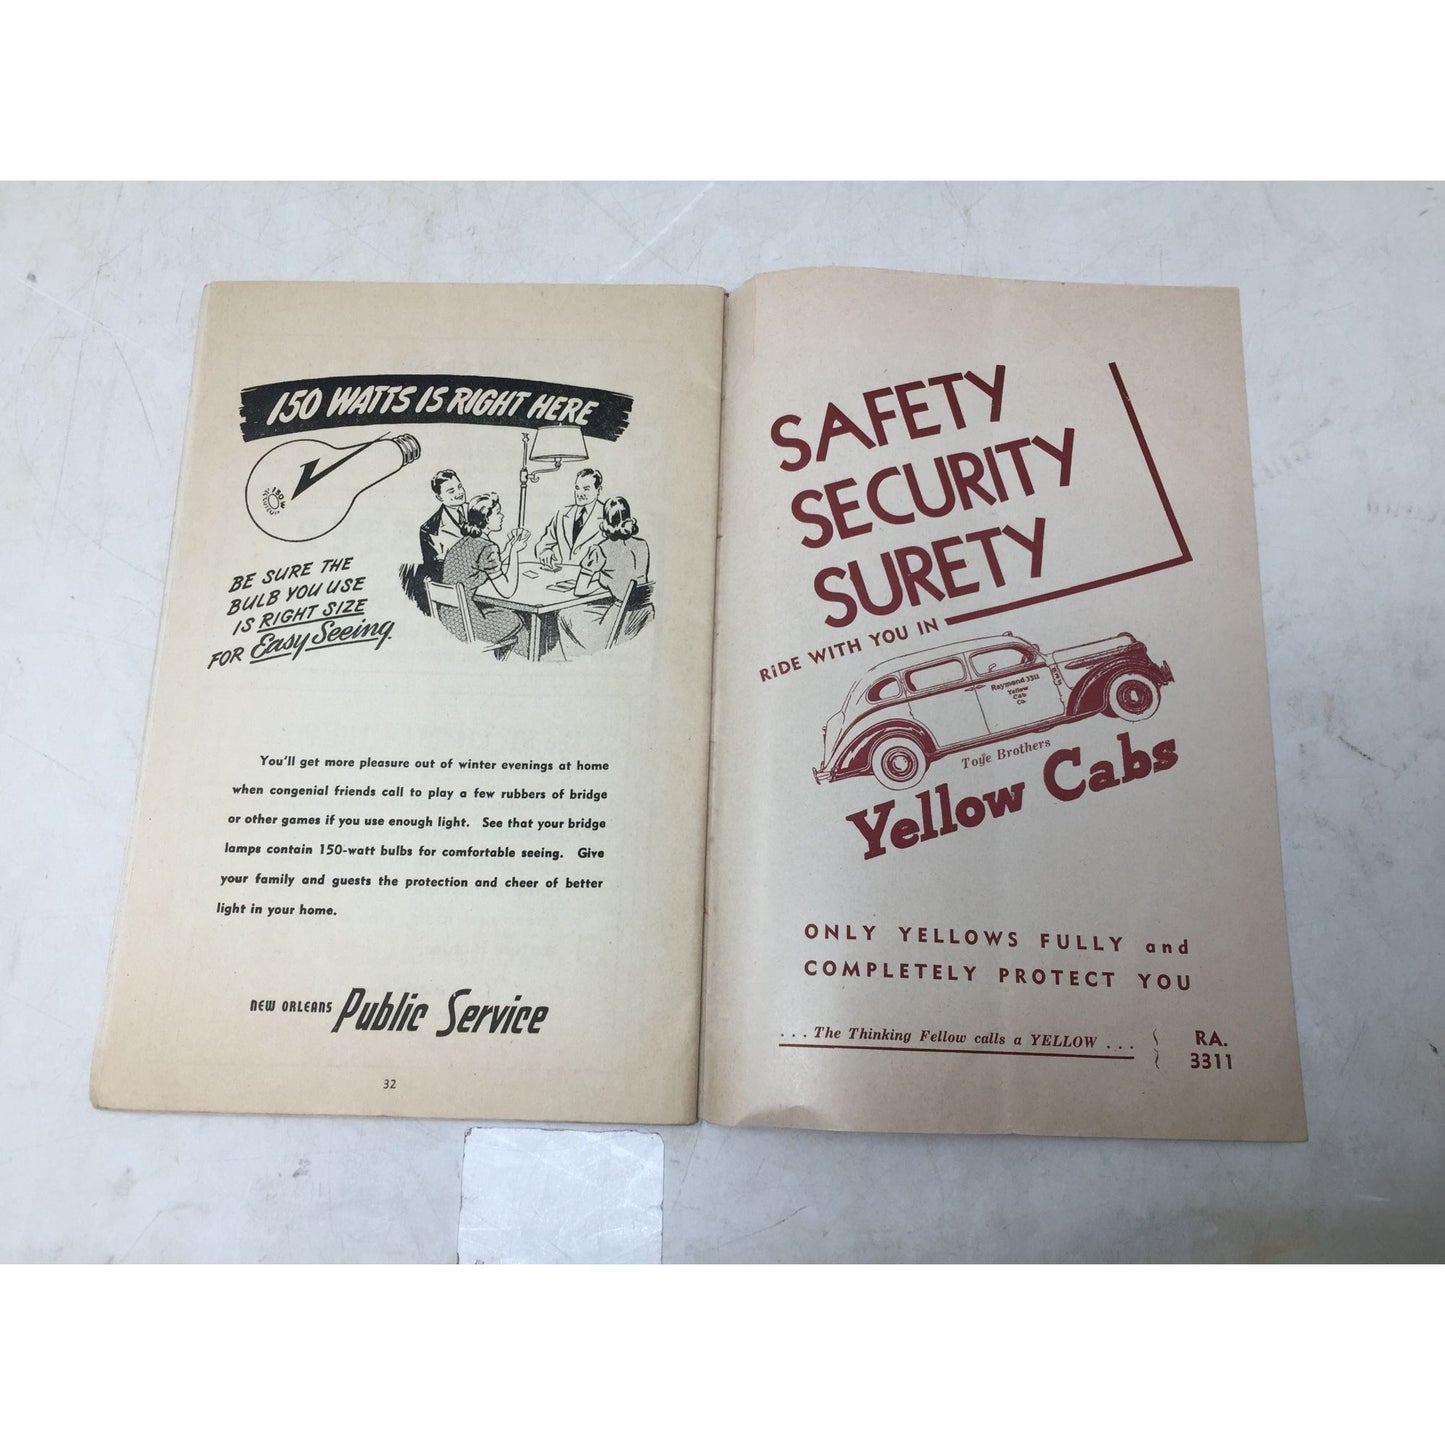 150 WATTS IS RIGHT HERE
150 W
BE SURE THE
BULB YOU USE
IS RIGHT SIZE
FOR Easy Seeing.
You'll get more pleasure out of winter evenings at home
when congenial friends call to play a few rubbers of bridge
or other games if you use enough light. See that your bridge
lamps contain 150-watt bulbs for comfortable seeing. Give
your family and guests the protection and cheer of better
light in your home.
NEW ORLEANS Public Service
32
SAFETY
SECURITY
SURETY
RIDE WITH YOU IN
Raymond 3311
Yellow
Cab
Co.
Toye Brothers
Yellow Cabs
ONLY YELLOWS FULLY and
COMPLETELY PROTECT YOU
. . . The Thinking Fellow calls a YELLOW . . .
RA.
3311